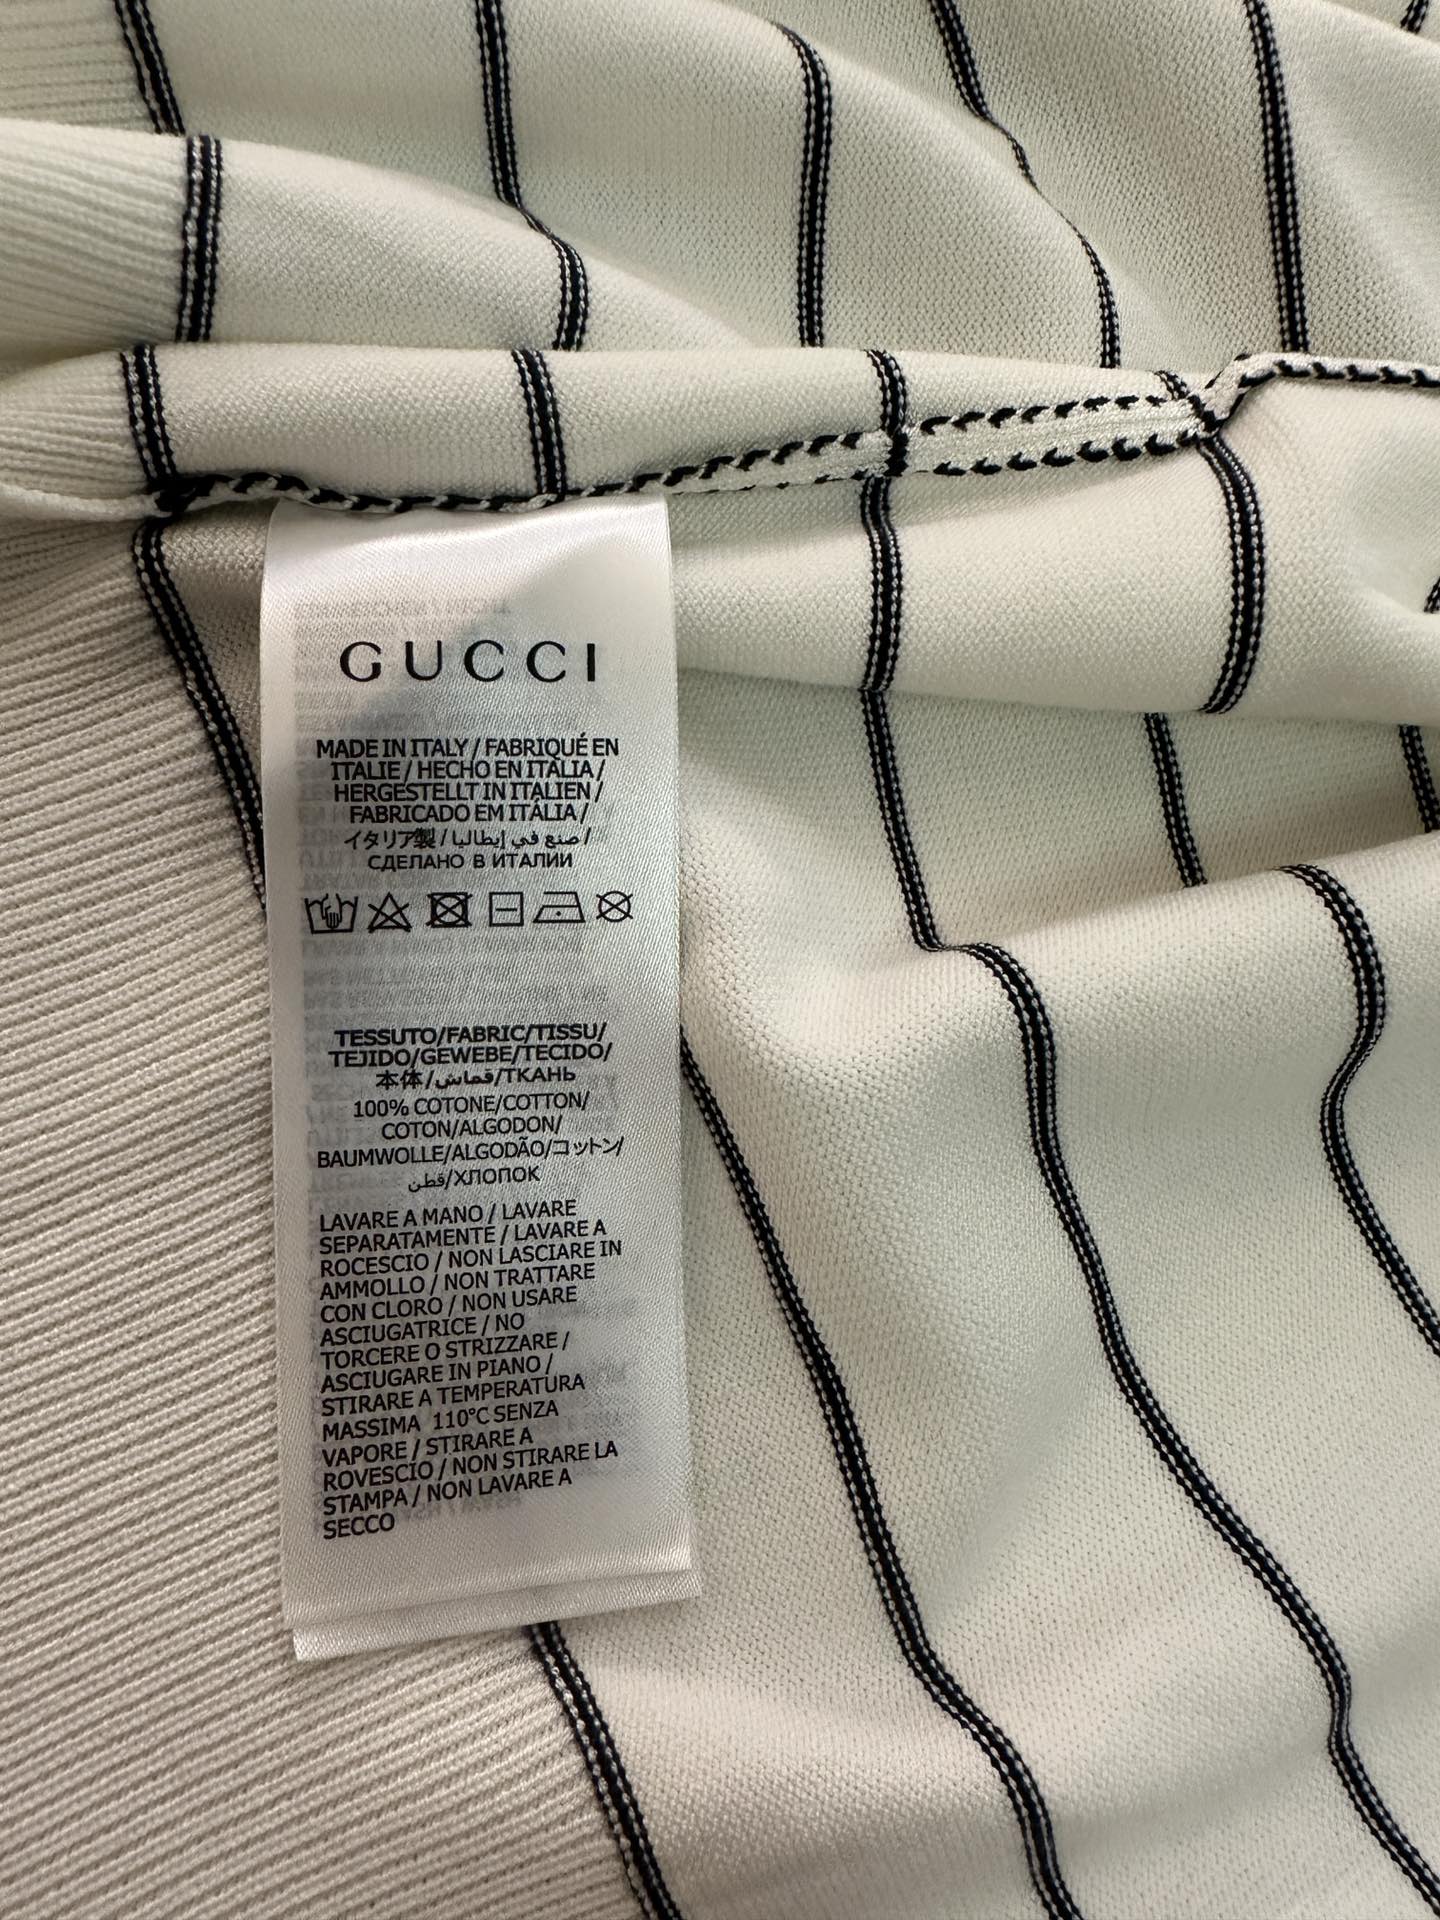 GUCCI
MADE IN ITALY / FABRIQUÉ EN
ITALIE / HECHO EN ITALIA /
HERGESTELLT IN ITALIEN /
FABRICADO EM ITÁLIA /
イタリア製 / صنع في إيطاليا /
СДЕЛАНО В ИТАЛИИ
TESSUTO/FABRIC/TISSU/
TEJIDO/GEWEBE/TECIDO/
本体/قماش/ТКАНЬ
100% COTONE/COTTON/
COTON/ALGODON/
BAUMWOLLE/ALGODÃO/コットン/
قطن/ХЛОПОК
LAVARE A MANO / LAVARE
SEPARATAMENTE / LAVARE A
ROCESCIO / NON LASCIARE IN
AMMOLLO / NON TRATTARE
CON CLORO / NON USARE
ASCIUGATRICE / NO
TORCERE O STRIZZARE /
ASCIUGARE IN PIANO /
STIRARE A TEMPERATURA
MASSIMA 110°C SENZA
VAPORE / STIRARE A
ROVESCIO / NON STIRARE LA
STAMPA / NON LAVARE A
SECCO